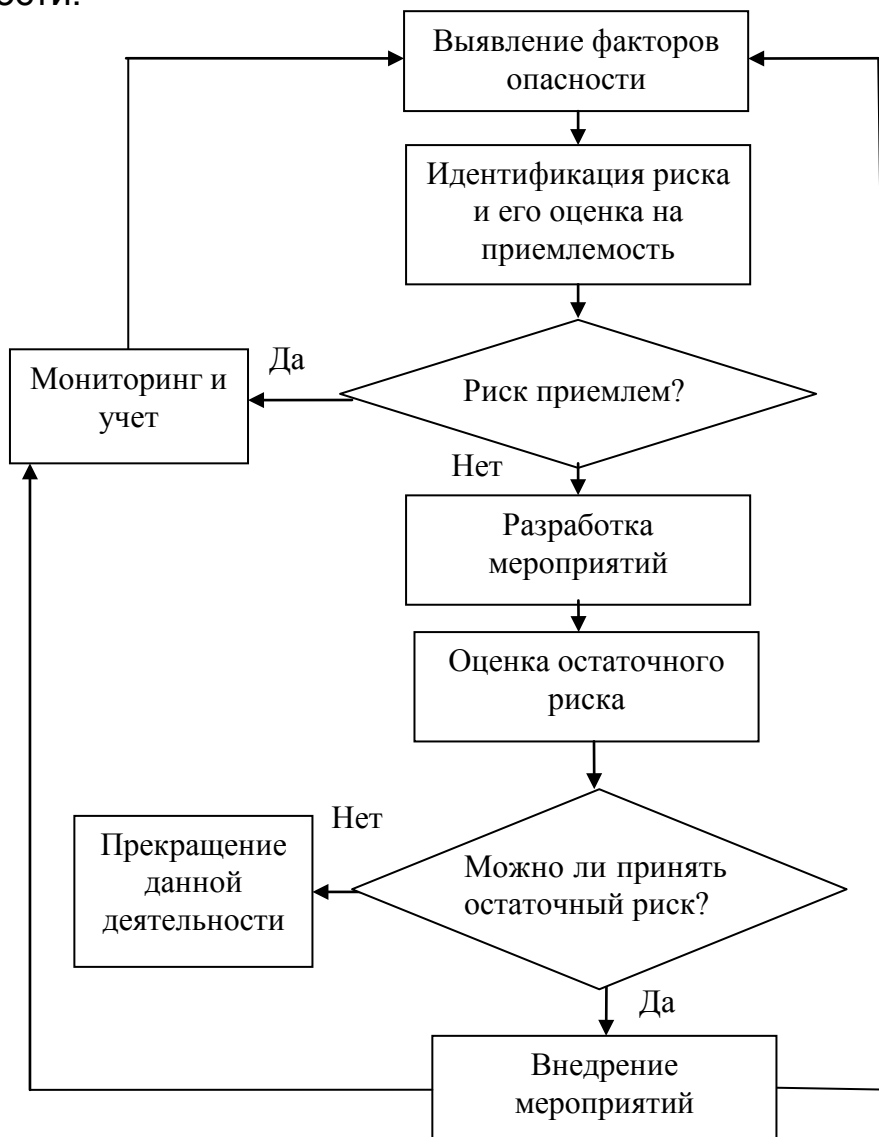 Выявление факторов
опасности
Идентификация риска
и его оценка на
приемлемость
Да
Мониторинг и
учет
Риск приемлем?
Нет
Разработка
мероприятий
Оценка остаточного
риска
Нет
Прекращение
данной
деятельности
Можно ли принять
остаточный риск?
Да
Внедрение
мероприятий